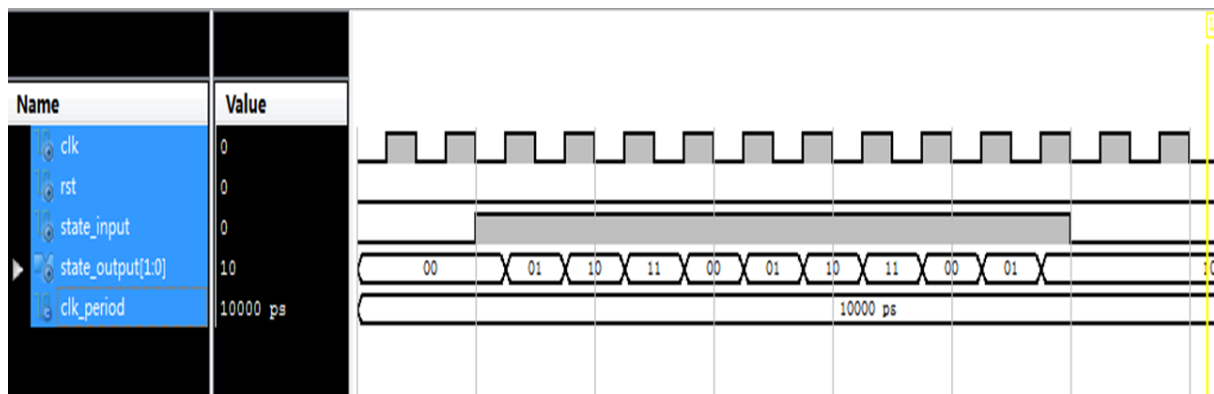 Name Value
clk 0
rst 0
state_input 0
state_output[1:0] 10 00 01 10 11 00 01 10 11 00 01
clk_period 10000 ps 10000 ps